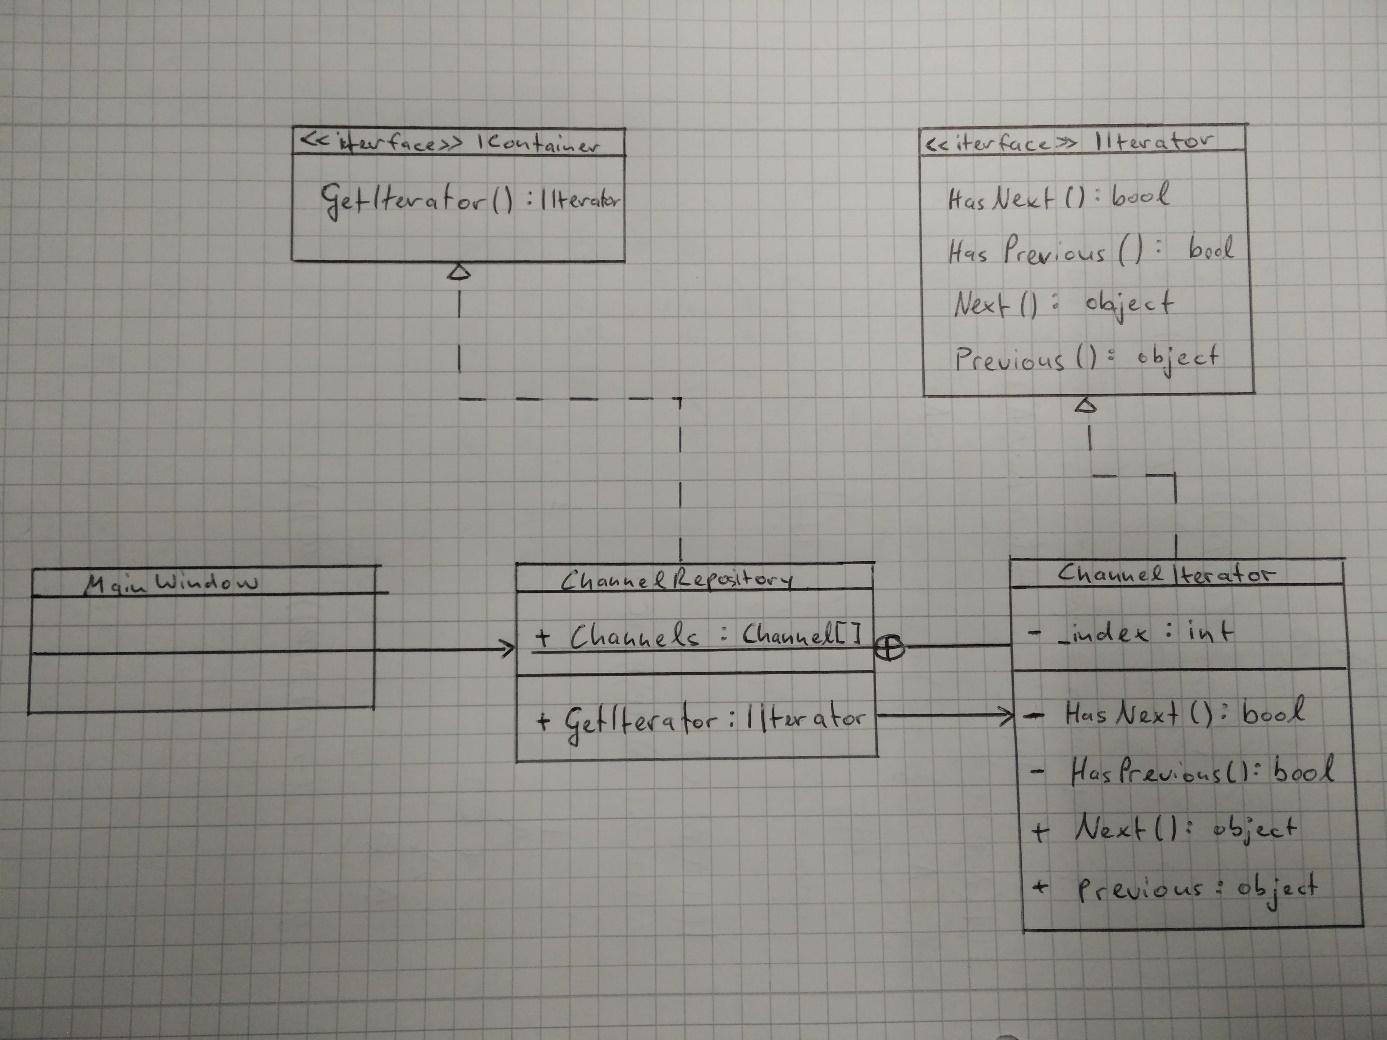 <<iterface>> IContainer
GetIterator() : IIterator
<<iterface>> IIterator
HasNext() : bool
HasPrevious() : bool
Next() : object
Previous() : object
MainWindow
ChannelRepository
+ Channels : Channel[]
+ GetIterator : IIterator
ChannelIterator
- _index : int
- HasNext() : bool
- HasPrevious() : bool
+ Next() : object
+ Previous : object